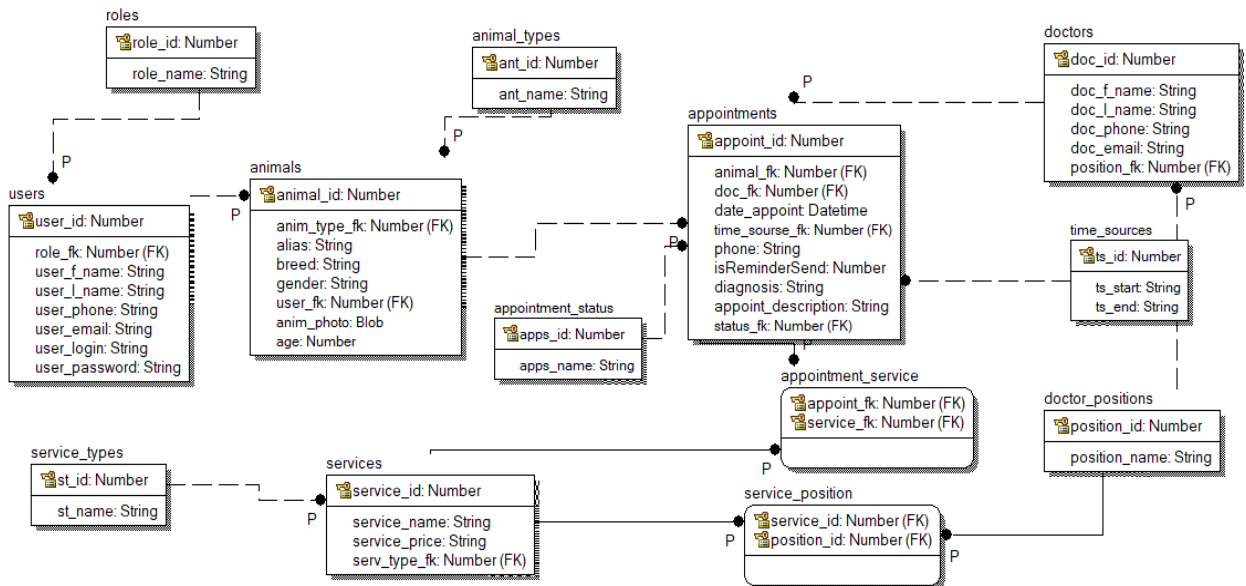 roles
role_id: Number
role_name: String
P
animal_types
ant_id: Number
ant_name: String
P
doctors
doc_id: Number
doc_f_name: String
doc_l_name: String
doc_phone: String
doc_email: String
position_fk: Number (FK)
P
P
users
user_id: Number
role_fk: Number (FK)
user_f_name: String
user_l_name: String
user_phone: String
user_email: String
user_login: String
user_password: String
P
animals
animal_id: Number
anim_type_fk: Number (FK)
alias: String
breed: String
gender: String
user_fk: Number (FK)
anim_photo: Blob
age: Number
appointments
appoint_id: Number
animal_fk: Number (FK)
doc_fk: Number (FK)
date_appoint: Datetime
time_sourse_fk: Number (FK)
phone: String
isReminderSend: Number
diagnosis: String
appoint_description: String
status_fk: Number (FK)
P
P
time_sources
ts_id: Number
ts_start: String
ts_end: String
appointment_status
apps_id: Number
apps_name: String
appointment_service
appoint_fk: Number (FK)
service_fk: Number (FK)
P
doctor_positions
position_id: Number
position_name: String
service_types
st_id: Number
st_name: String
P
services
service_id: Number
service_name: String
service_price: String
serv_type_fk: Number (FK)
P
service_position
service_id: Number (FK)
position_id: Number (FK)
P